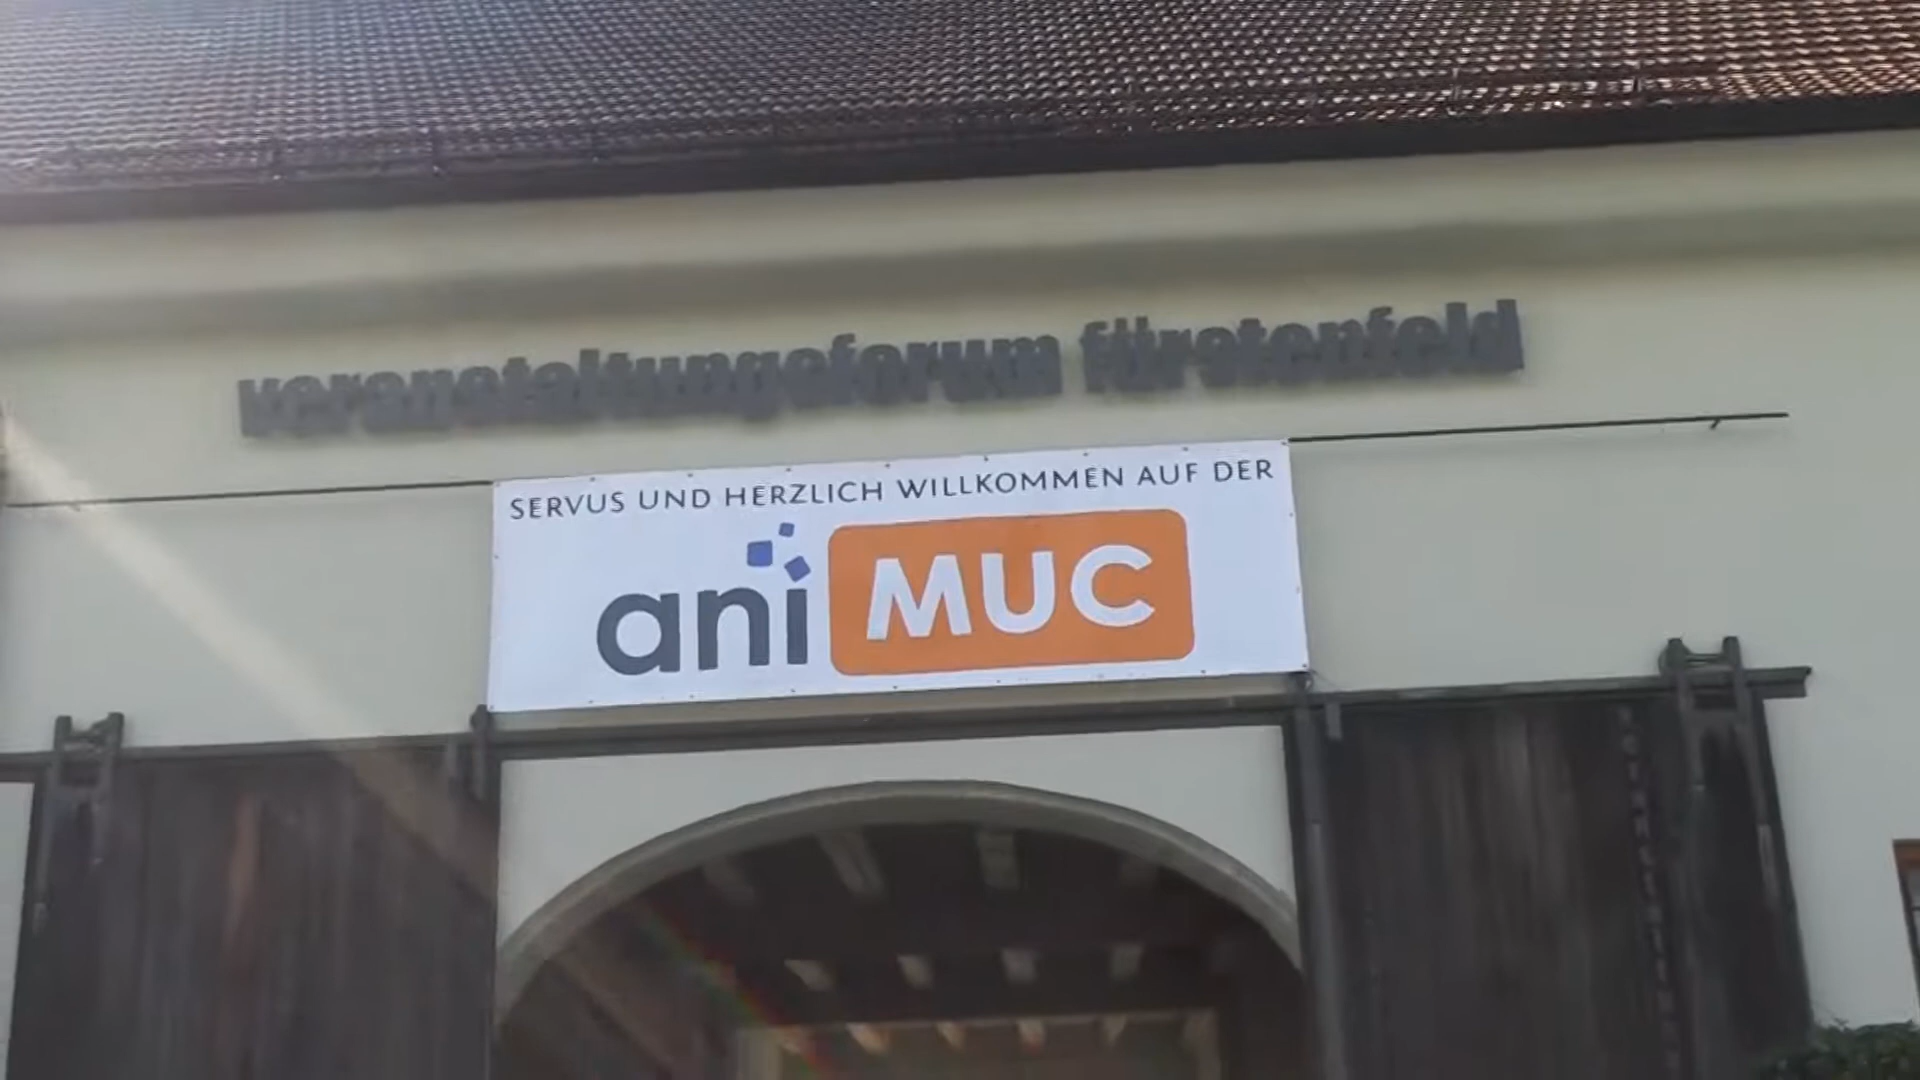 veranstaltungsforum fürstenfeld
SERVUS UND HERZLICH WILLKOMMEN AUF DER
ani MUC